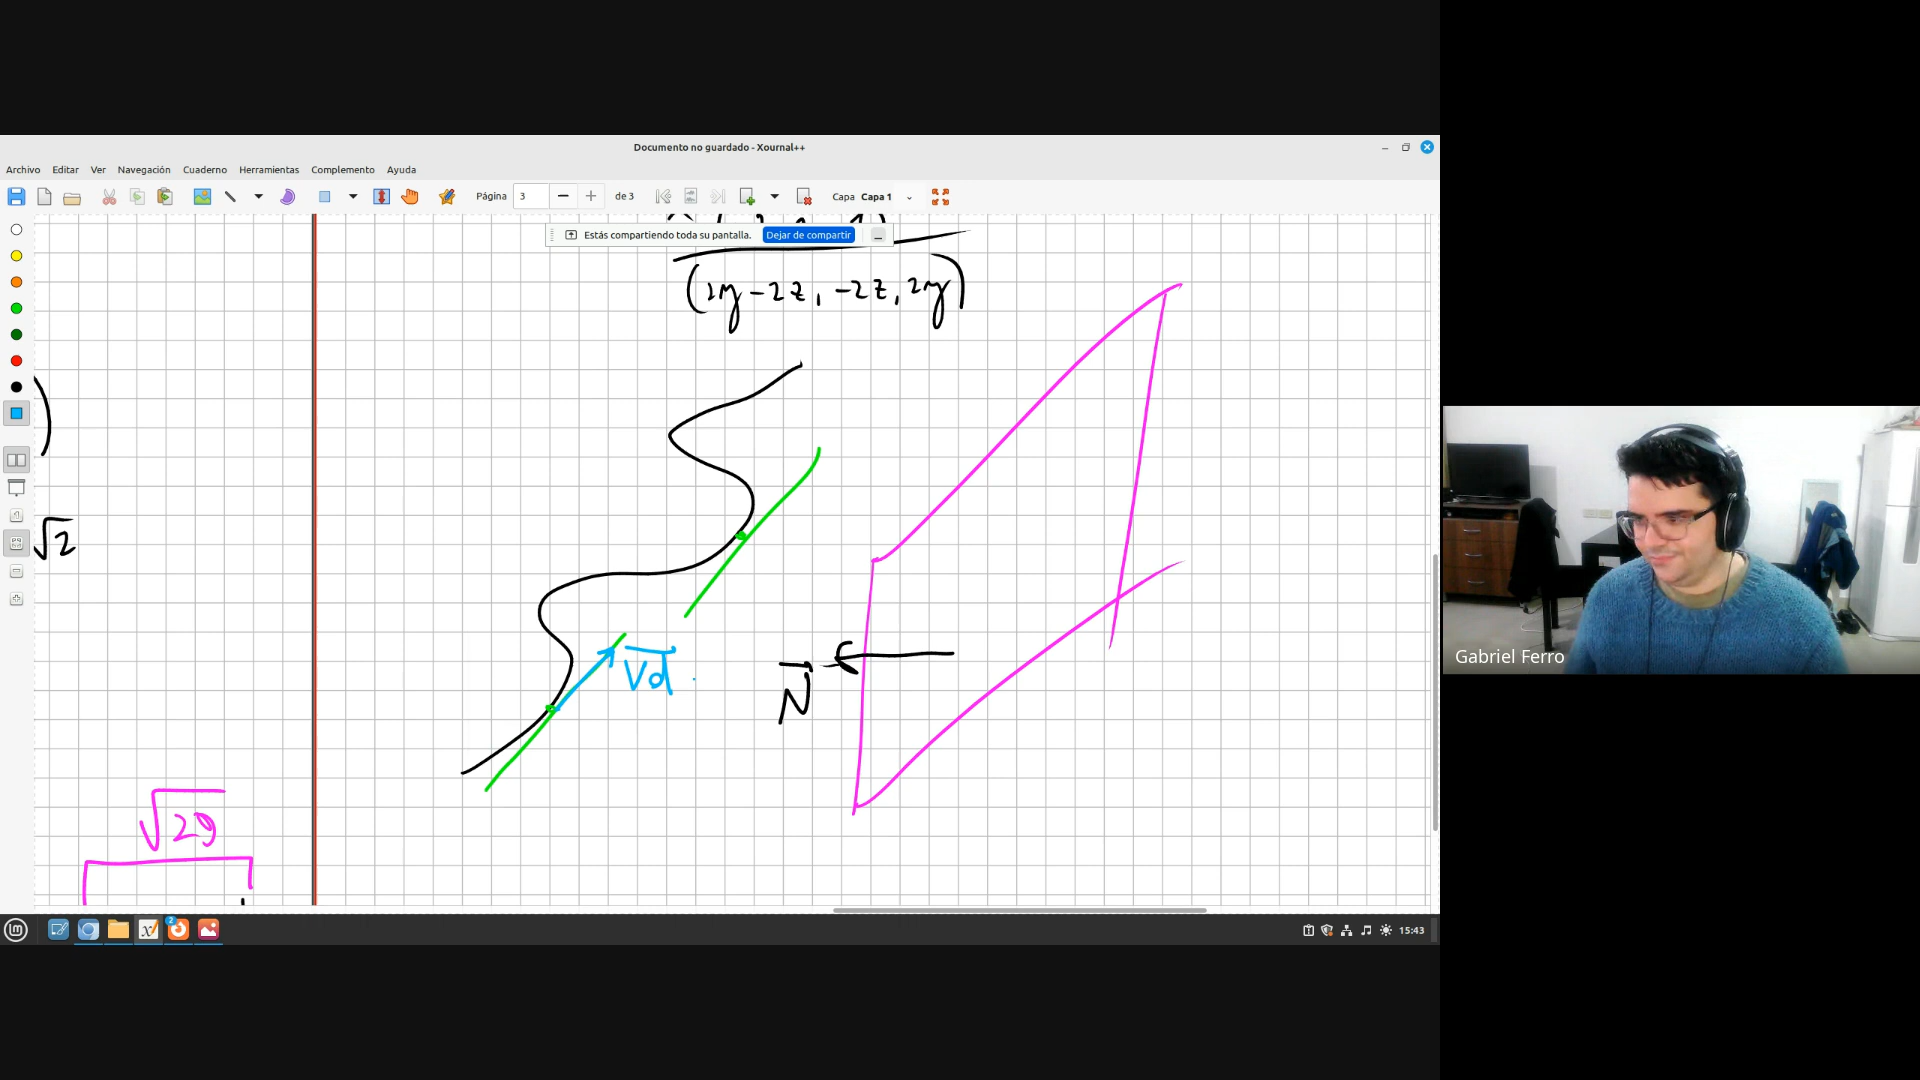 Documento no guardado - Xournal++
Archivo Editar Ver Navegación Cuaderno Herramientas Complemento Ayuda
Página 3 de 3 Capa Capa 1
Estás compartiendo toda su pantalla. Dejar de compartir
(2y-2z, -2z, 2y)
√2
Vd
N
Gabriel Ferro
√29
2
15:43